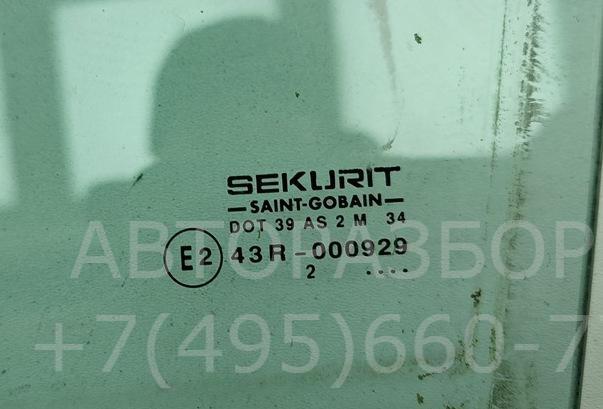 SEKURIT
—SAINT-GOBAIN—
DOT 39 AS 2 M 34
E2 43R-000929
2 ....
АВТОРАЗБОР
+7(495)660-7